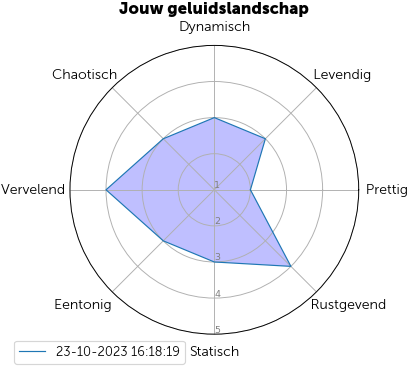 Jouw geluidslandschap
Dynamisch
Chaotisch
Levendig
Vervelend
1
Prettig
2
3
4
Eentonig
Rustgevend
5
23-10-2023 16:18:19
Statisch